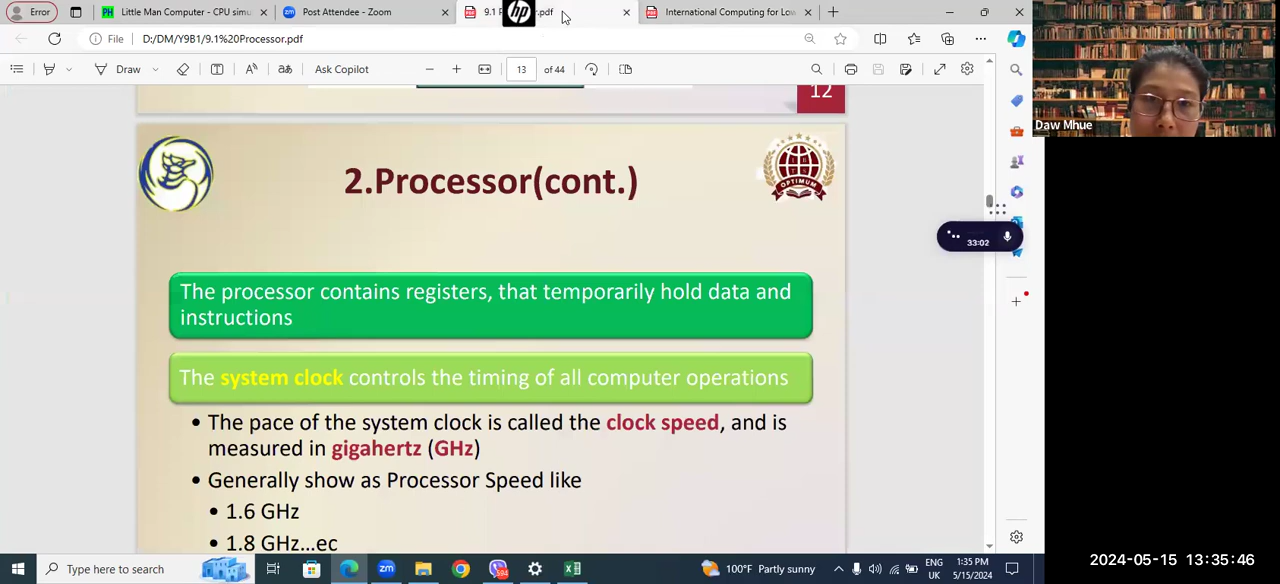 Error
Little Man Computer - CPU simu
Post Attendee - Zoom
9.1 P
r.pdf
International Computing for Low
File
D:/DM/Y9B1/9.1%20Processor.pdf
Draw
Ask Copilot
13
of 44
12
2.Processor(cont.)
OPTIMUM
The processor contains registers, that temporarily hold data and
instructions
The system clock controls the timing of all computer operations
• The pace of the system clock is called the clock speed, and is
measured in gigahertz (GHz)
• Generally show as Processor Speed like
• 1.6 GHz
• 1.8 GHz...ec
Daw Mhue
33:02
Type here to search
100°F Partly sunny
ENG
UK
1:35 PM
5/15/2024
2024-05-15 13:35:46